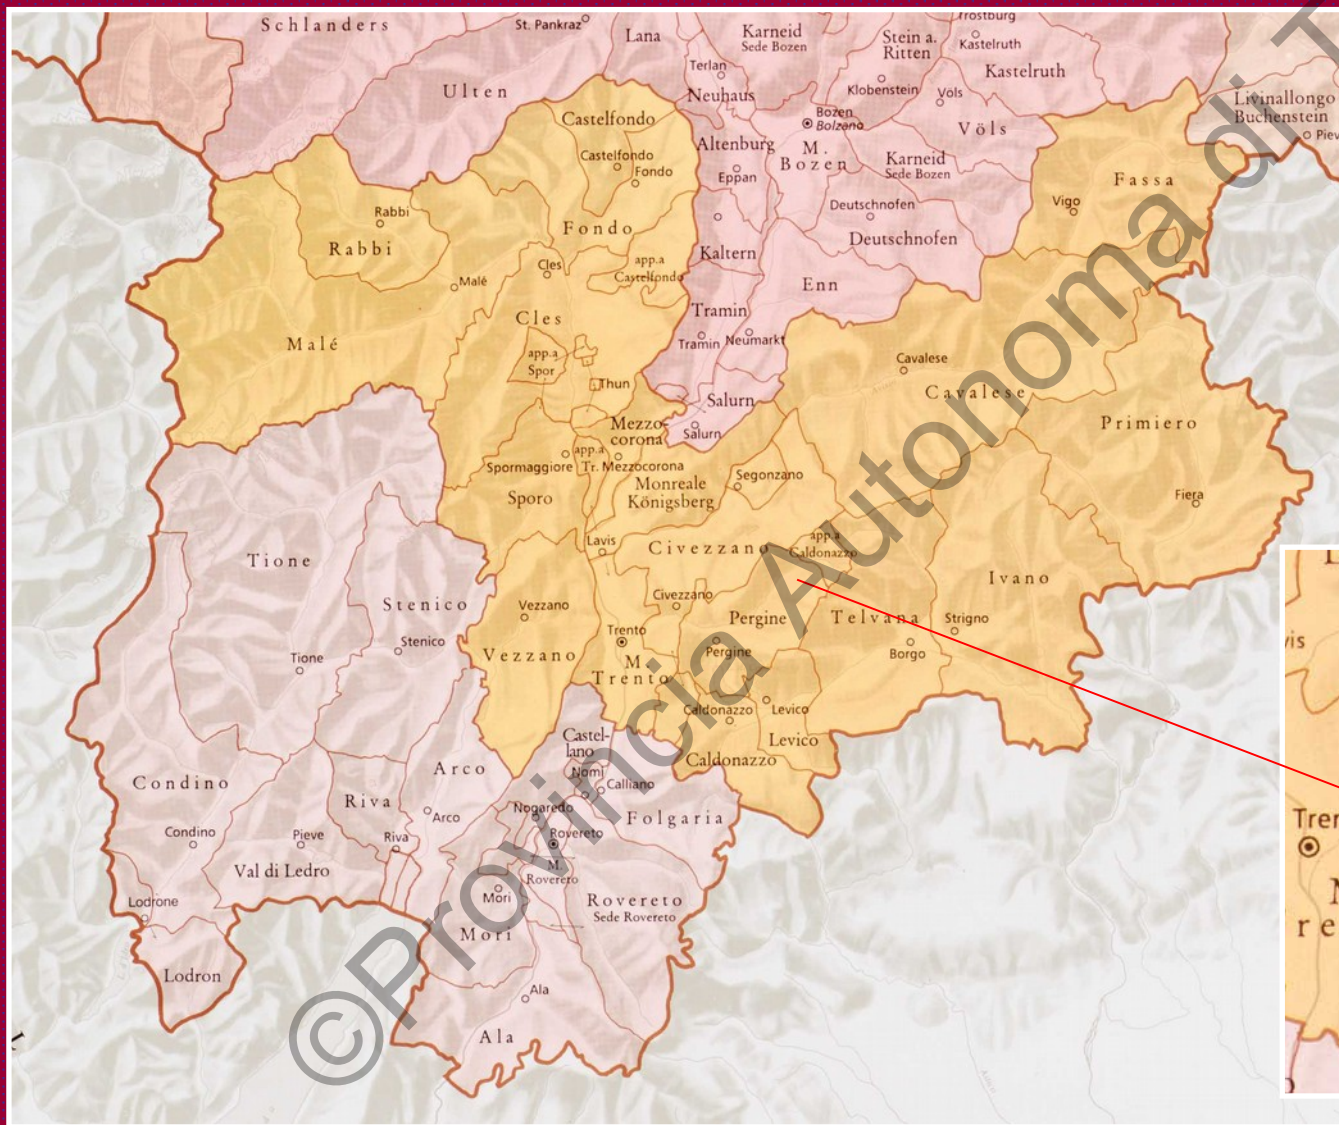 Schlanders
St. Pankraz
Lana
Karneid
Sede Bozen
Stein a.
Ritten
Trostburg
Kastelruth
Kastelruth
Terlan
Neuhaus
Ulten
Klobenstein
Vols
Völs
Livinallongo
Buchenstein
Piev
Bozen
Bolzano
M.
Bozen
Castelfondo
Castelfondo
Fondo
Altenburg
Eppan
Karneid
Sede Bozen
Fassa
Vigo
Deutschnofen
Deutschnofen
Rabbi
Rabbi
Fondo
Kaltern
app.a
Castelfondo
Cles
Malé
Enn
Tramin
Cles
Malé
Tramin
Neumarkt
app.a
Spor
Thun
Cavalese
Cavalese
Salurn
Salurn
Primiero
Mezzo-
corona
app.a
Spormaggiore
Tr. Mezzocorona
Sporo
Monreale
Königsberg
Segonzano
Fiera
Lavis
Civezzano
app.a
Caldonazzo
Tione
Ivano
Stenico
Vezzano
Civezzano
Pergine
Telvana
Strigno
Trento
Stenico
Vezzano
M.
Trento
Pergine
Borgo
Tione
Caldonazzo
Levico
Castel-
lano
Levico
Caldonazzo
Arco
Nomi
Calliano
Condino
Riva
Arco
Nogaredo
Folgaria
Condino
Pieve
Riva
Rovereto
M.
Rovereto
Val di Ledro
Mori
Rovereto
Sede Rovereto
Lodrone
Mori
Lodron
Ala
Ala
vis
Tren
re
©Provincia Autonoma di T